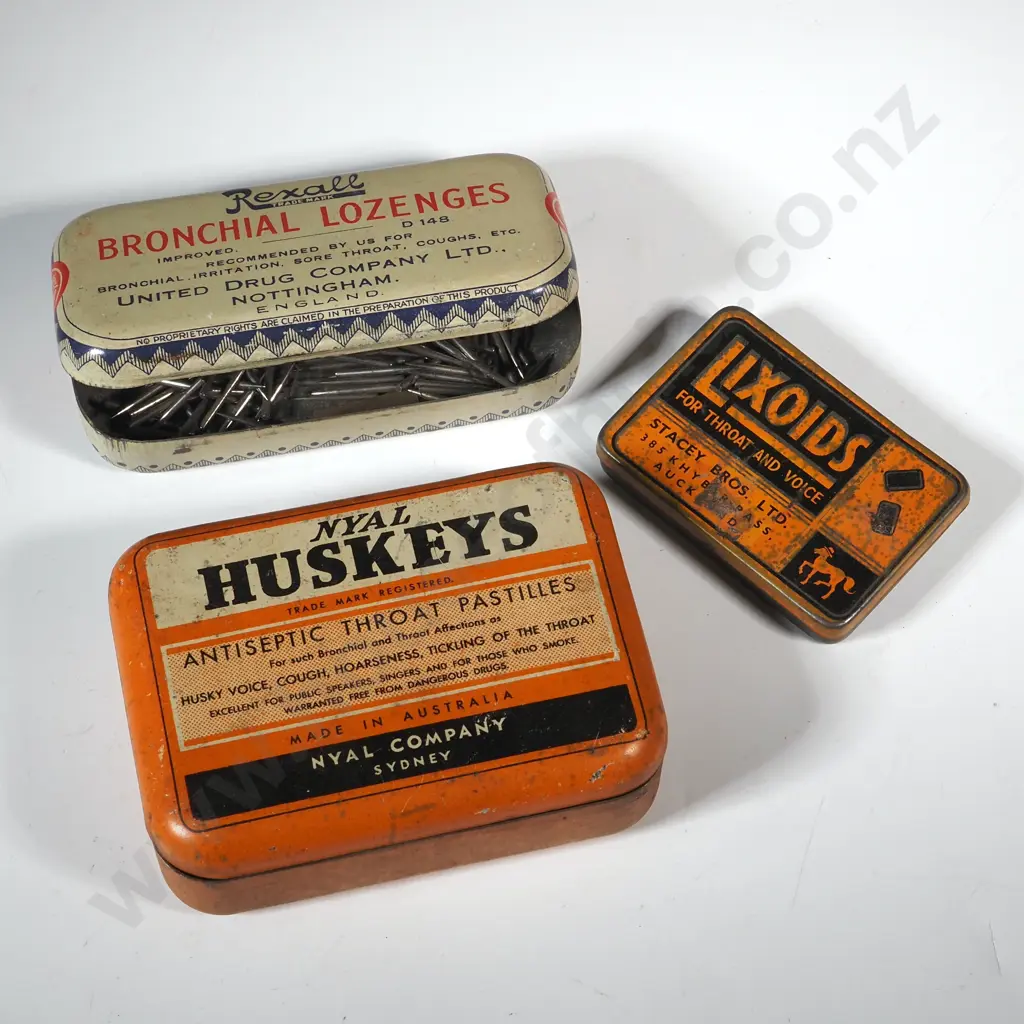 Rexall
TRADE MARK
BRONCHIAL LOZENGES
D 148
IMPROVED.
RECOMMENDED BY US FOR
BRONCHIAL IRRITATION, SORE THROAT, COUGHS, ETC.
UNITED DRUG COMPANY LTD.,
NOTTINGHAM.
ENGLAND.
NO PROPRIETARY RIGHTS ARE CLAIMED IN THE PREPARATION OF THIS PRODUCT
LIXOIDS
FOR THROAT AND VOICE
STACEY BROS. LTD.
385 KHYBER PASS,
NYAL
HUSKEYS
TRADE MARK REGISTERED.
ANTISEPTIC THROAT PASTILLES
For such Bronchial and Throat Affections as
HUSKY VOICE, COUGH, HOARSENESS, TICKLING OF THE THROAT
EXCELLENT FOR PUBLIC SPEAKERS, SINGERS AND FOR THOSE WHO SMOKE.
WARRANTED FREE FROM DANGEROUS DRUGS.
MADE IN AUSTRALIA
NYAL COMPANY
SYDNEY